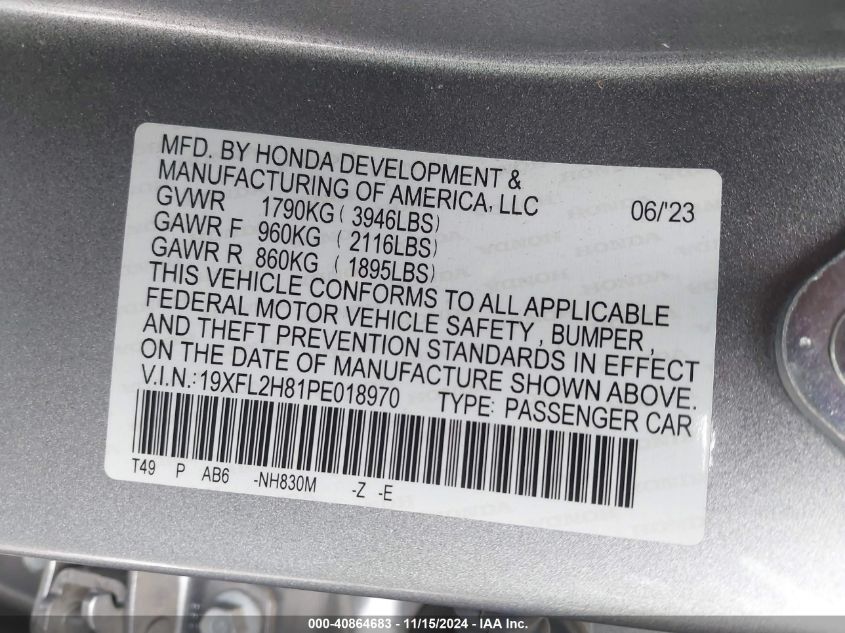 MFD. BY HONDA DEVELOPMENT &
MANUFACTURING OF AMERICA, LLC 06/'23
GVWR 1790KG ( 3946LBS)
GAWR F 960KG ( 2116LBS)
GAWR R 860KG ( 1895LBS)
THIS VEHICLE CONFORMS TO ALL APPLICABLE
FEDERAL MOTOR VEHICLE SAFETY, BUMPER,
AND THEFT PREVENTION STANDARDS IN EFFECT
ON THE DATE OF MANUFACTURE SHOWN ABOVE.
V.I.N.: 19XFL2H81PE018970 TYPE: PASSENGER CAR
T49 P AB6 -NH830M -Z -E
000-40864683 - 11/15/2024 - IAAI.com